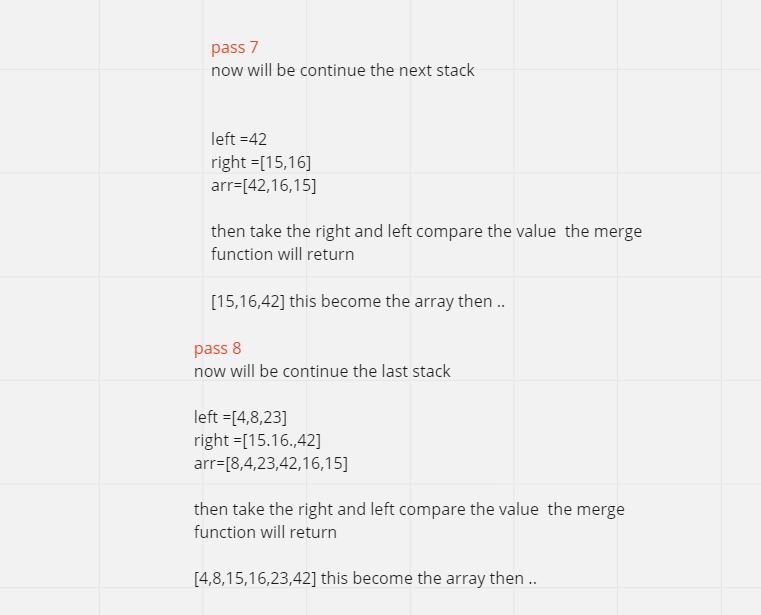 pass 7
now will be continue the next stack
left =42
right =[15,16]
arr=[42,16,15]
then take the right and left compare the value  the merge
function will return
[15,16,42] this become the array then ..
pass 8
now will be continue the last stack
left =[4,8,23]
right =[15.16.,42]
arr=[8,4,23,42,16,15]
then take the right and left compare the value  the merge
function will return
[4,8,15,16,23,42] this become the array then ..